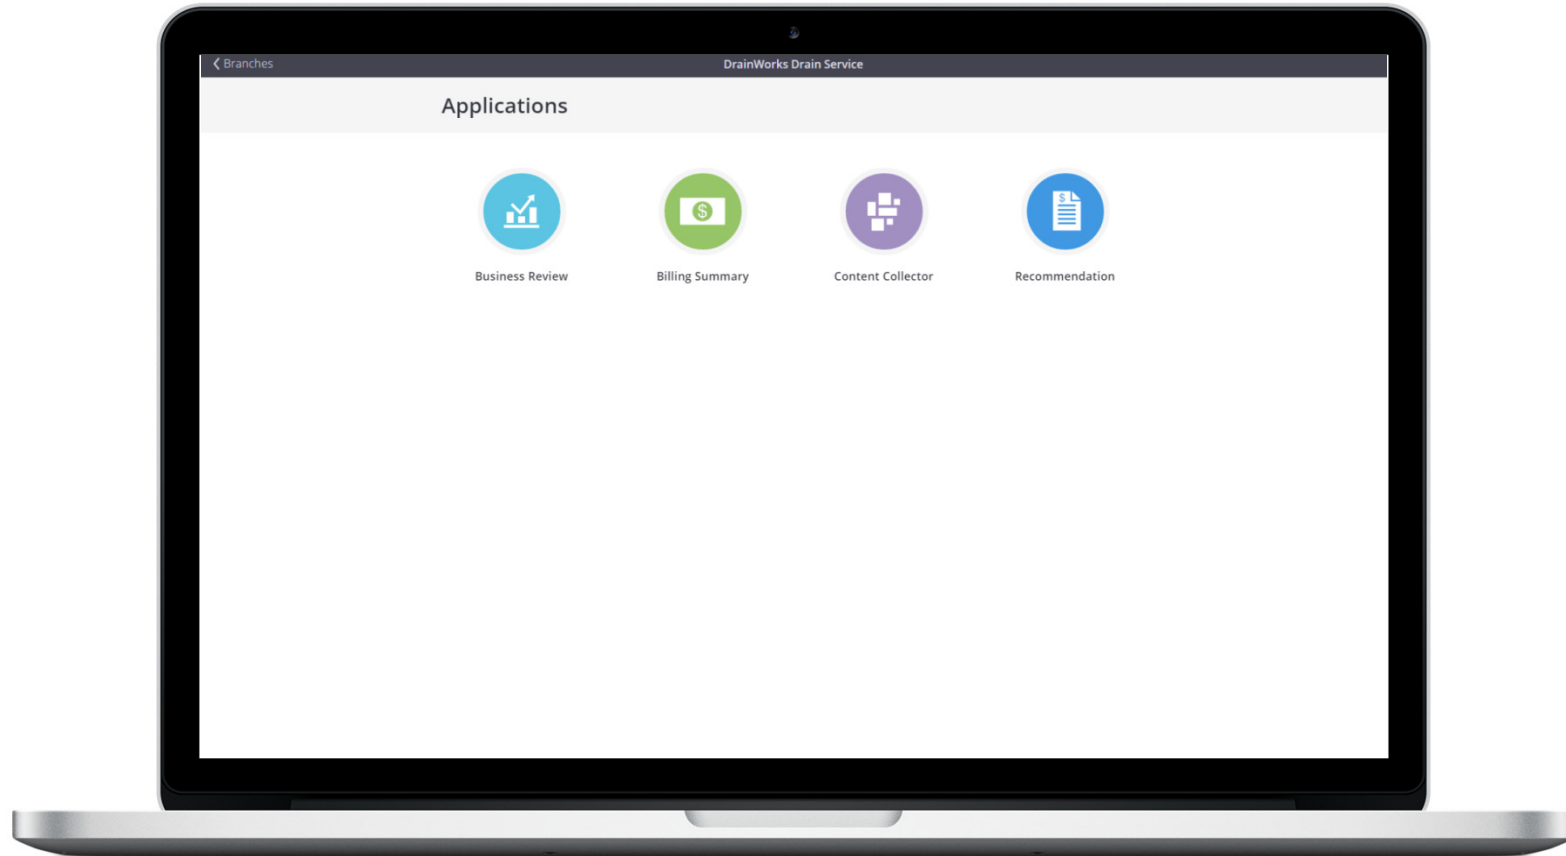 Branches
DrainWorks Drain Service
Applications
$
$
Business Review
Billing Summary
Content Collector
Recommendation